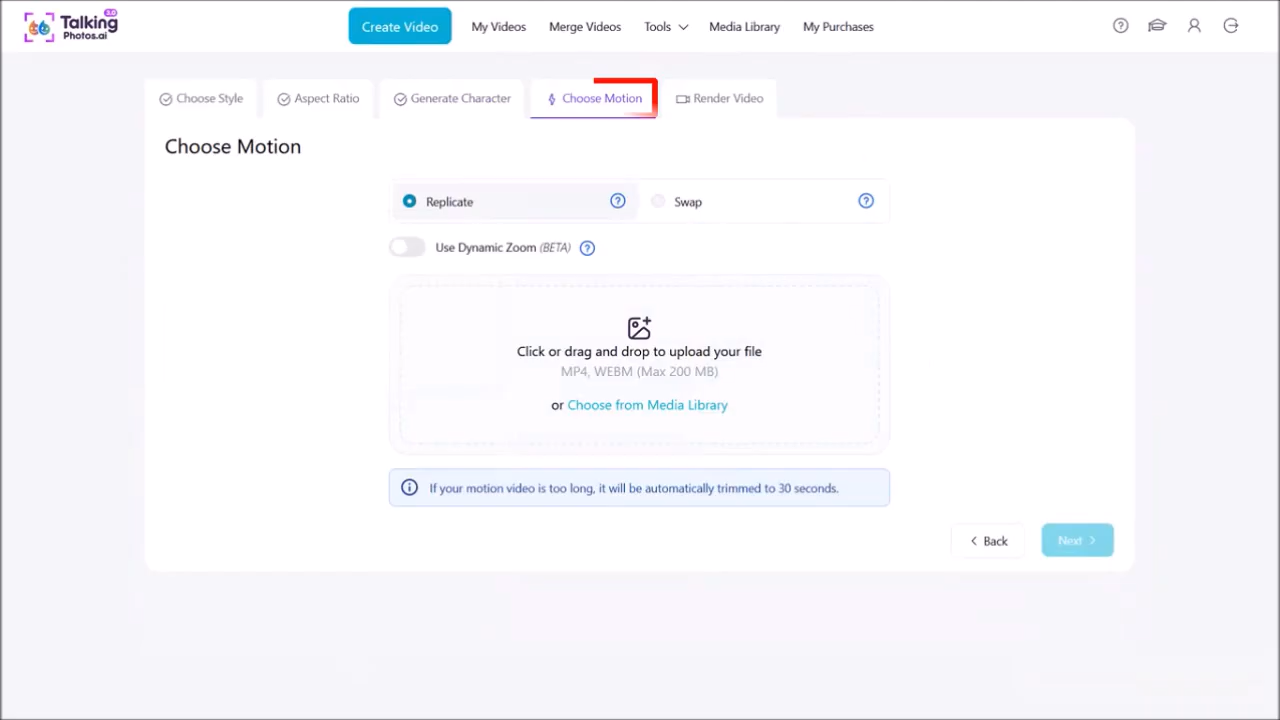 Talking 3.0
Photos.ai
Create Video My Videos Merge Videos Tools Media Library My Purchases
Choose Style Aspect Ratio Generate Character Choose Motion Render Video
Choose Motion
Replicate Swap
Use Dynamic Zoom (BETA)
Click or drag and drop to upload your file
MP4, WEBM (Max 200 MB)
or Choose from Media Library
If your motion video is too long, it will be automatically trimmed to 30 seconds.
Back Next